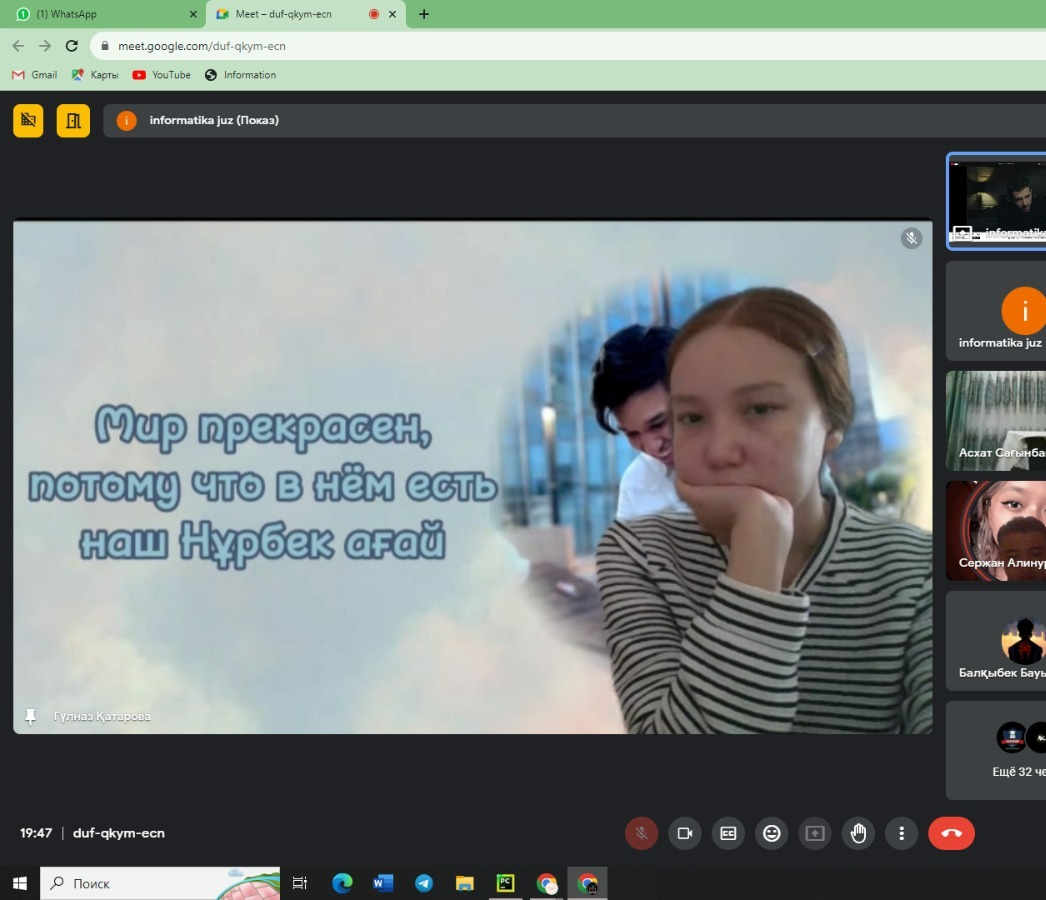 (1) WhatsApp
Meet – duf-qkym-ecn
meet.google.com/duf-qkym-ecn
Gmail
Карты
YouTube
Information
informatika juz (Показ)
informatika
i
informatika juz
Мир прекрасен,
потому что в нём есть
наш Нұрбек ағай
Асхат Сағынба
Сержан Алинур
Балқыбек Бауы
Гүлназ Қатарова
Ещё 32 че
19:47 | duf-qkym-ecn
Поиск